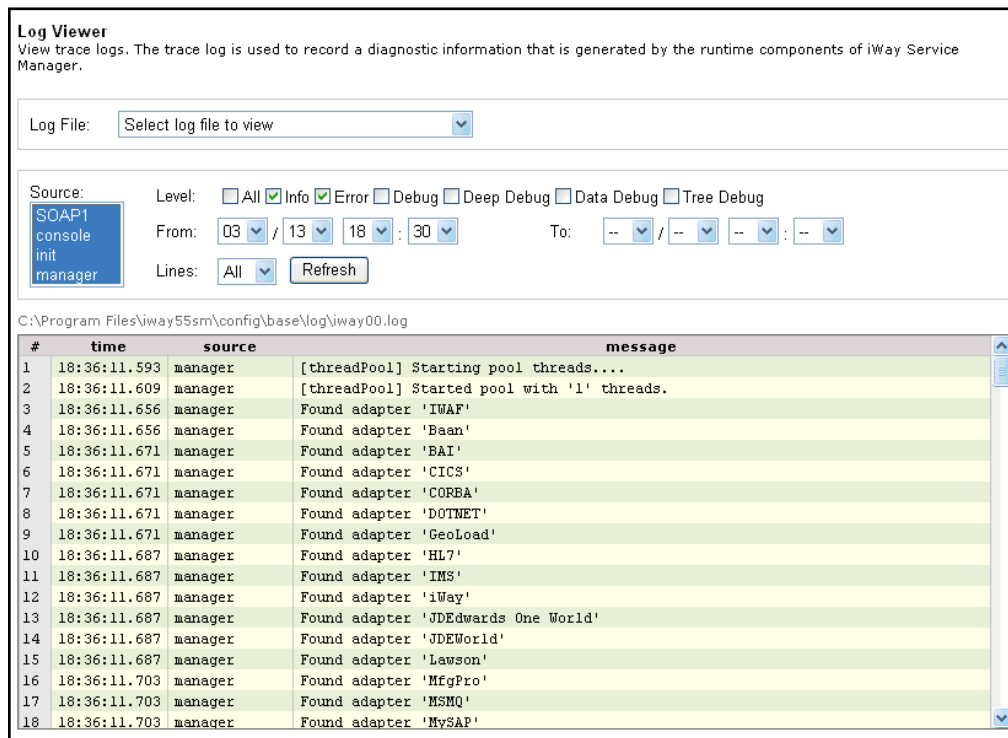 Log Viewer
View trace logs. The trace log is used to record a diagnostic information that is generated by the runtime components of iWay Service
Manager.
Log File: Select log file to view
Source:
SOAP1
console
init
manager
Level: All Info Error Debug Deep Debug Data Debug Tree Debug
From: 03 / 13 18 : 30 To: -- / -- -- : --
Lines: All Refresh
C:\Program Files\iway55sm\config\base\log\iway00.log
# time source message
1 18:36:11.593 manager [threadPool] Starting pool threads....
2 18:36:11.609 manager [threadPool] Started pool with '1' threads.
3 18:36:11.656 manager Found adapter 'IWAF'
4 18:36:11.656 manager Found adapter 'Baan'
5 18:36:11.671 manager Found adapter 'BAI'
6 18:36:11.671 manager Found adapter 'CICS'
7 18:36:11.671 manager Found adapter 'CORBA'
8 18:36:11.671 manager Found adapter 'DOTNET'
9 18:36:11.671 manager Found adapter 'GeoLoad'
10 18:36:11.687 manager Found adapter 'HL7'
11 18:36:11.687 manager Found adapter 'IMS'
12 18:36:11.687 manager Found adapter 'iWay'
13 18:36:11.687 manager Found adapter 'JDEdwards One World'
14 18:36:11.687 manager Found adapter 'JDEWorld'
15 18:36:11.687 manager Found adapter 'Lawson'
16 18:36:11.703 manager Found adapter 'MfgPro'
17 18:36:11.703 manager Found adapter 'MSMQ'
18 18:36:11.703 manager Found adapter 'MySAP'